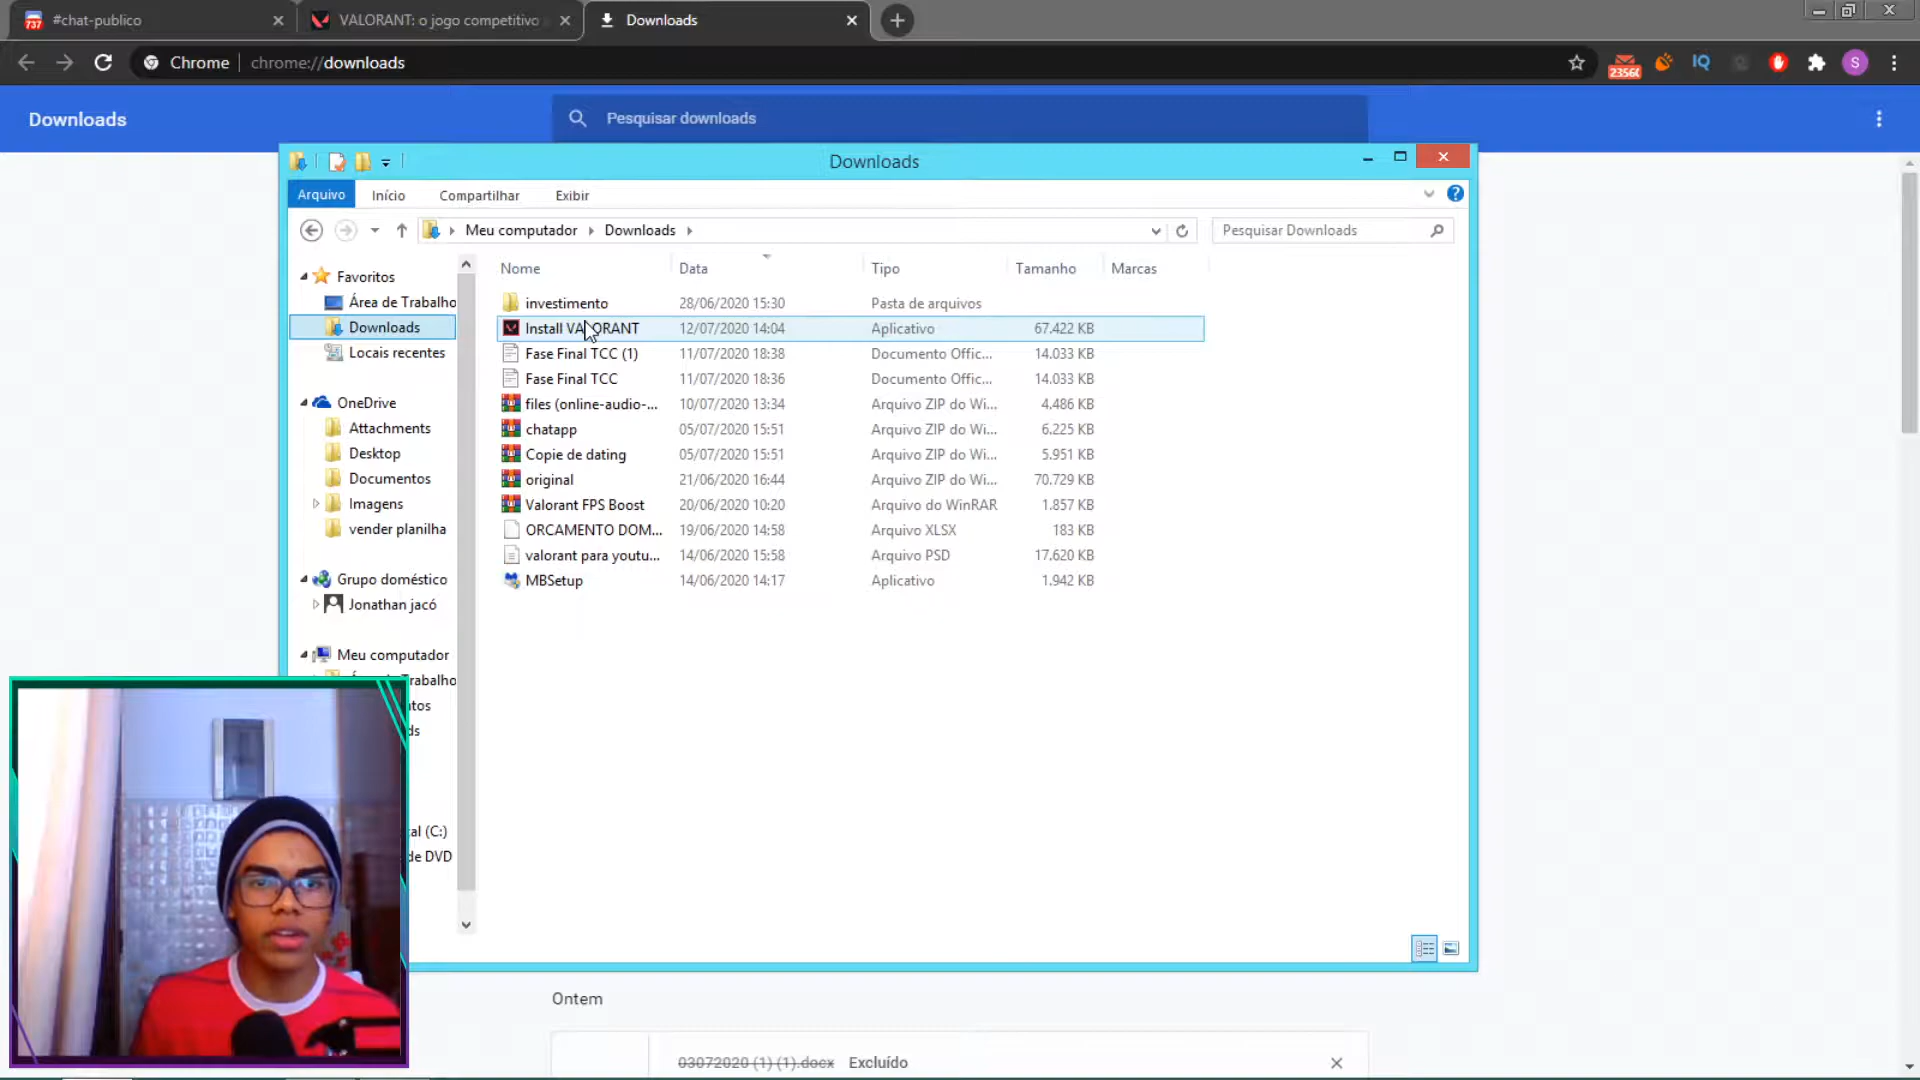 #chat-publico
VALORANT: o jogo competitivo
Downloads
Chrome
chrome://downloads
2356
IQ
S
Downloads
Pesquisar downloads
Downloads
Arquivo
Início
Compartilhar
Exibir
Meu computador
Downloads
Pesquisar Downloads
Nome
Data
Tipo
Tamanho
Marcas
Favoritos
Área de Trabalho
Downloads
Locais recentes
OneDrive
Attachments
Desktop
Documentos
Imagens
vender planilha
Grupo doméstico
Jonathan jacó
Meu computador
investimento 28/06/2020 15:30 Pasta de arquivos
Install VALORANT 12/07/2020 14:04 Aplicativo 67.422 KB
Fase Final TCC (1) 11/07/2020 18:38 Documento Offic... 14.033 KB
Fase Final TCC 11/07/2020 18:36 Documento Offic... 14.033 KB
files (online-audio-... 10/07/2020 13:34 Arquivo ZIP do Wi... 4.486 KB
chatapp 05/07/2020 15:51 Arquivo ZIP do Wi... 6.225 KB
Copie de dating 05/07/2020 15:51 Arquivo ZIP do Wi... 5.951 KB
original 21/06/2020 16:44 Arquivo ZIP do Wi... 70.729 KB
Valorant FPS Boost 20/06/2020 10:20 Arquivo do WinRAR 1.857 KB
ORCAMENTO DOM... 19/06/2020 14:58 Arquivo XLSX 183 KB
valorant para youtu... 14/06/2020 15:58 Arquivo PSD 17.620 KB
MBSetup 14/06/2020 14:17 Aplicativo 1.942 KB
rabalho
tos
ds
al (C:)
de DVD
Ontem
03072020 (1) (1).docx Excluído